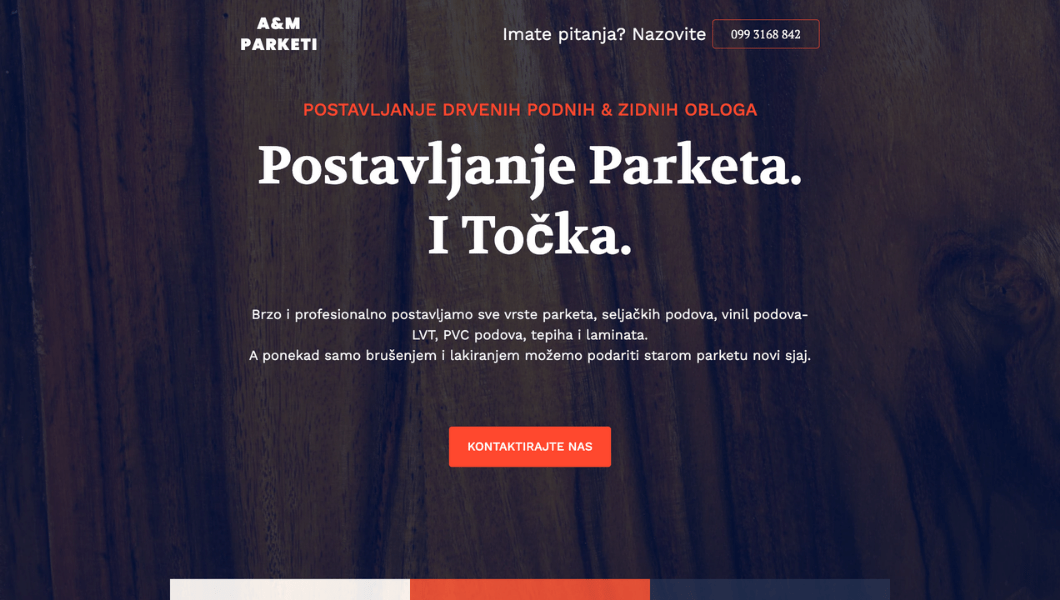 A&M
PARKETI
Imate pitanja? Nazovite 099 3168 842
POSTAVLJANJE DRVENIH PODNIH & ZIDNIH OBLOGA
Postavljanje Parketa.
I Točka.
Brzo i profesionalno postavljamo sve vrste parketa, seljačkih podova, vinil podova-
LVT, PVC podova, tepiha i laminata.
A ponekad samo brušenjem i lakiranjem možemo podariti starom parketu novi sjaj.
KONTAKTIRAJTE NAS